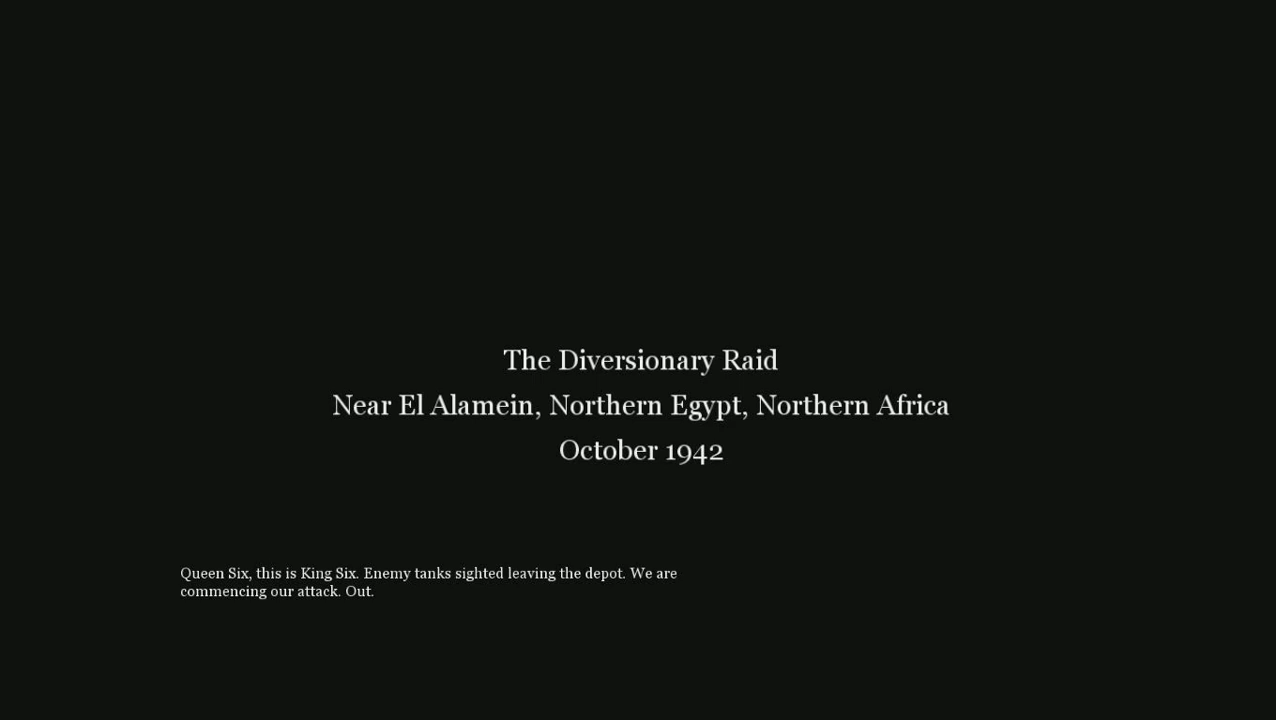 The Diversionary Raid
Near El Alamein, Northern Egypt, Northern Africa
October 1942
Queen Six, this is King Six. Enemy tanks sighted leaving the depot. We are
commencing our attack. Out.